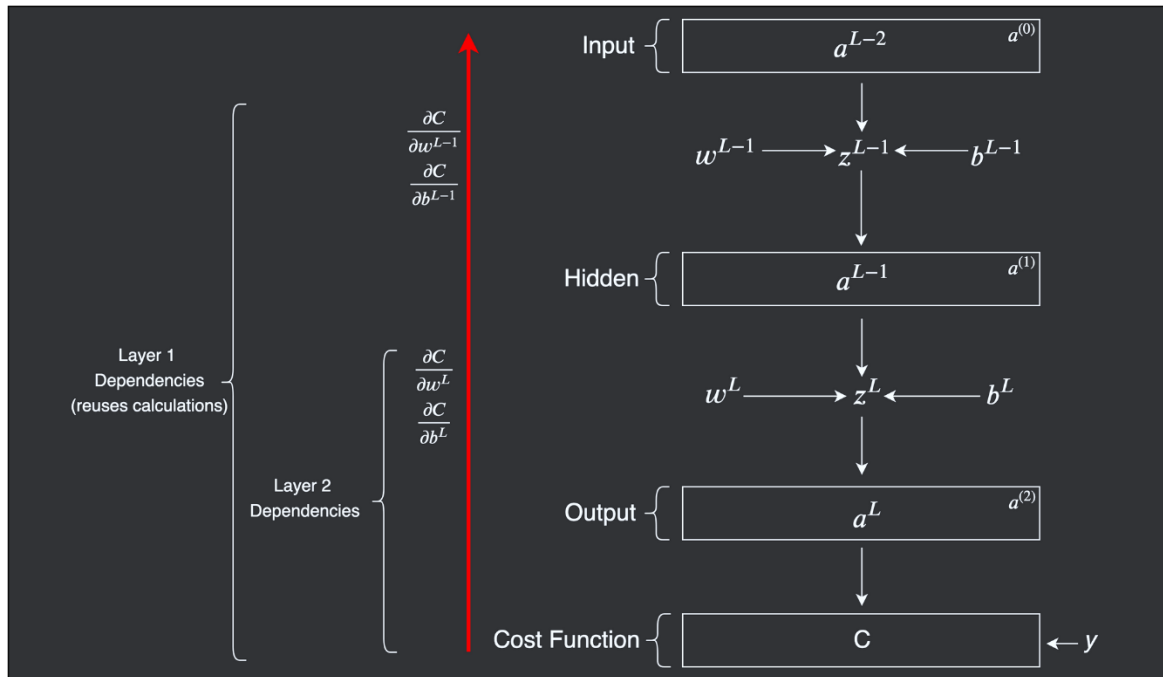 Input
a^{L-2}
a^{(0)}
∂C
∂w^{L-1}
∂C
∂b^{L-1}
w^{L-1}
z^{L-1}
b^{L-1}
Hidden
a^{L-1}
a^{(1)}
Layer 1
Dependencies
(reuses calculations)
∂C
∂w^L
∂C
∂b^L
w^L
z^L
b^L
Layer 2
Dependencies
Output
a^L
a^{(2)}
Cost Function
C
y